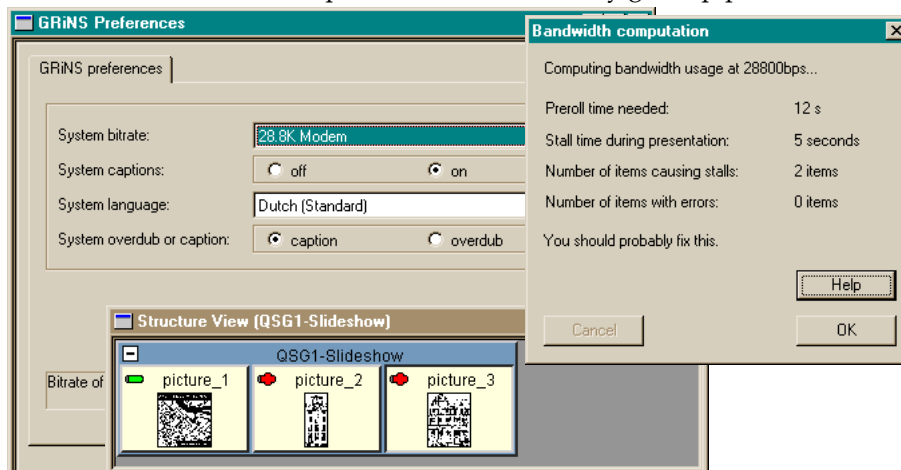 GRiNS Preferences
GRiNS preferences
System bitrate: 28.8K Modem
System captions: off on
System language: Dutch (Standard)
System overdub or caption: caption overdub
Bitrate of
Bandwidth computation
Computing bandwidth usage at 28800bps...
Preroll time needed: 12 s
Stall time during presentation: 5 seconds
Number of items causing stalls: 2 items
Number of items with errors: 0 items
You should probably fix this.
Help
Cancel OK
Structure View (QSG1-Slideshow)
QSG1-Slideshow
picture_1 picture_2 picture_3